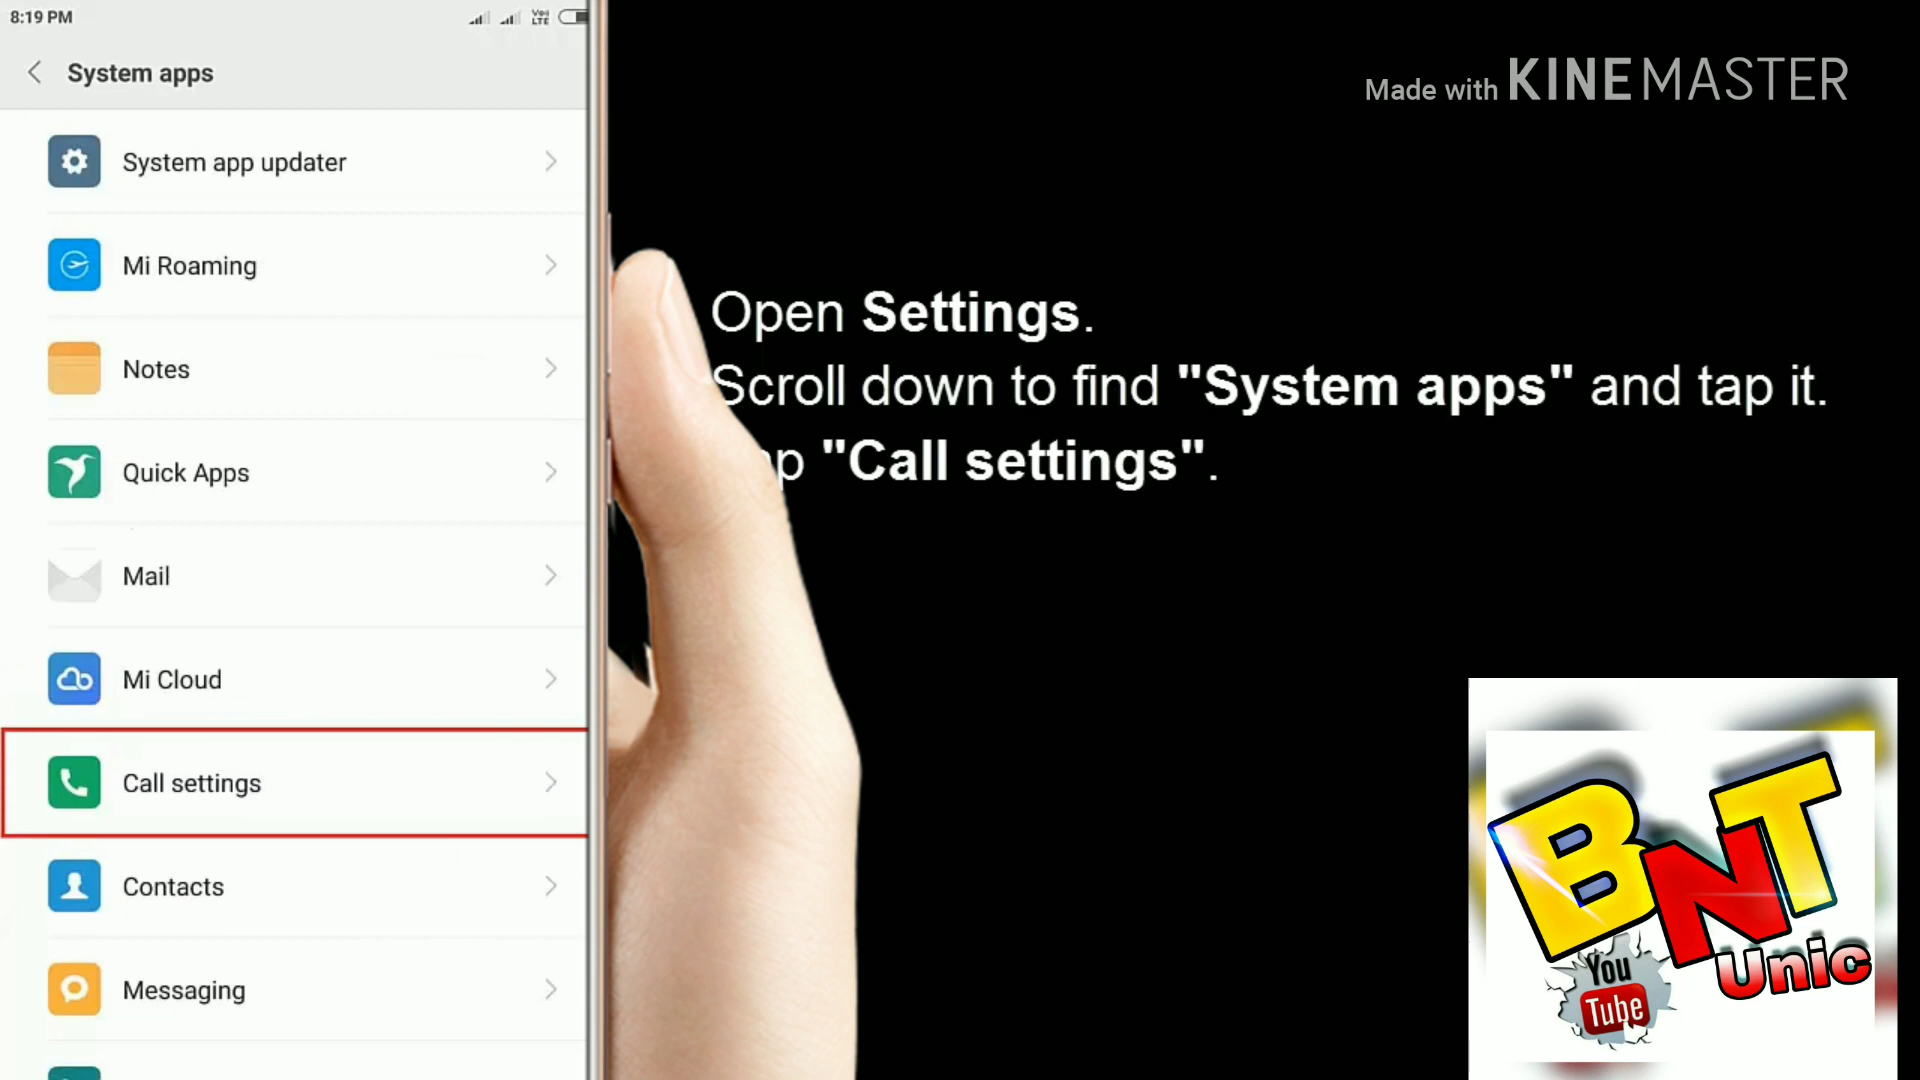 8:19 PM
Vo LTE
System apps
System app updater
Mi Roaming
Notes
Quick Apps
Mail
Mi Cloud
Call settings
Contacts
Messaging
Made with KINEMASTER
Open Settings.
Scroll down to find "System apps" and tap it.
"Call settings".
BNT
Unic
You
Tube